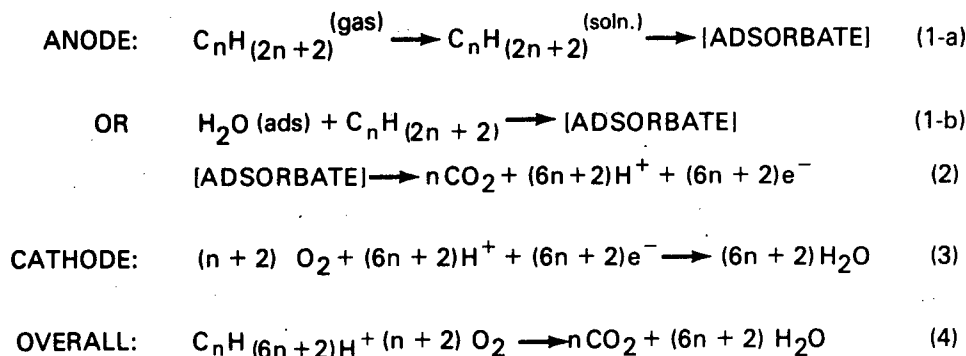 ANODE: CnH(2n+2)(gas) → CnH(2n+2)(soln.) → [ADSORBATE] (1-a)
OR H2O (ads) + CnH(2n + 2) → [ADSORBATE] (1-b)
[ADSORBATE] → nCO2 + (6n+2)H+ + (6n + 2)e− (2)
CATHODE: (n + 2) O2 + (6n + 2)H+ + (6n + 2)e− → (6n + 2)H2O (3)
OVERALL: CnH(6n+2)H+ (n + 2) O2 → nCO2 + (6n + 2) H2O (4)